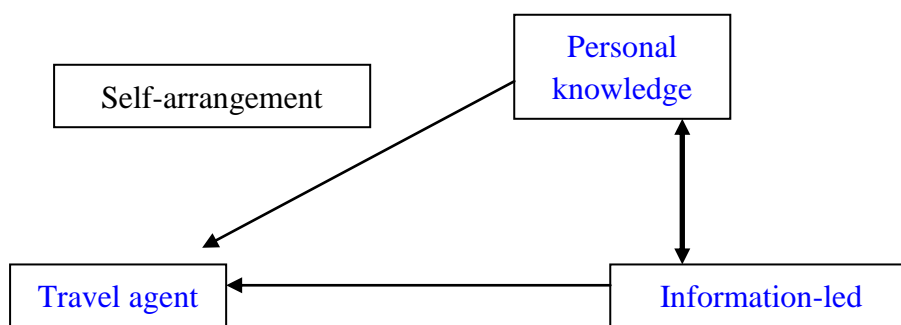 Personal
knowledge
Self-arrangement
Travel agent
Information-led